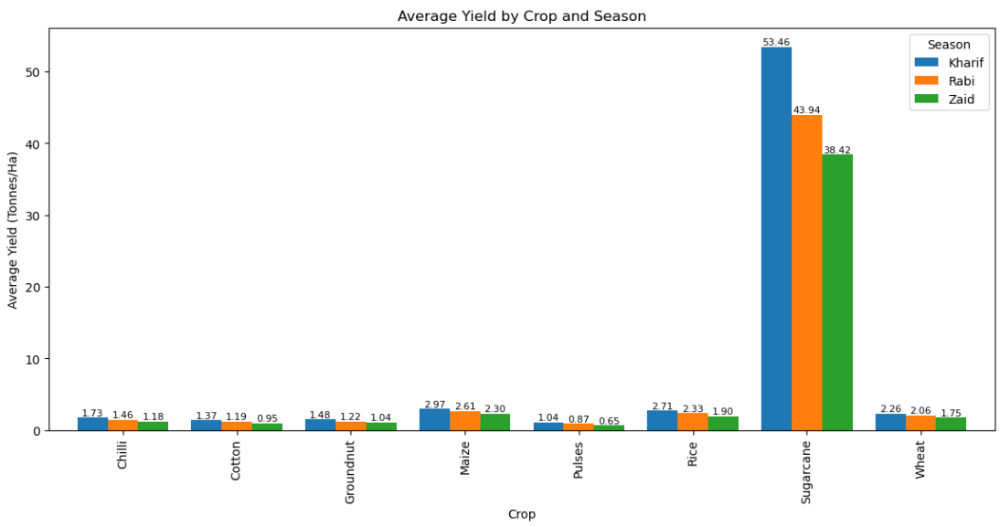 Average Yield by Crop and Season
Average Yield (Tonnes/Ha)
50
40
30
20
10
0
Season
Kharif
Rabi
Zaid
1.73 1.46 1.18
1.37 1.19 0.95
1.48 1.22 1.04
2.97 2.61 2.30
1.04 0.87 0.65
2.71 2.33 1.90
53.46
43.94
38.42
2.26 2.06 1.75
Chilli
Cotton
Groundnut
Maize
Pulses
Rice
Sugarcane
Wheat
Crop